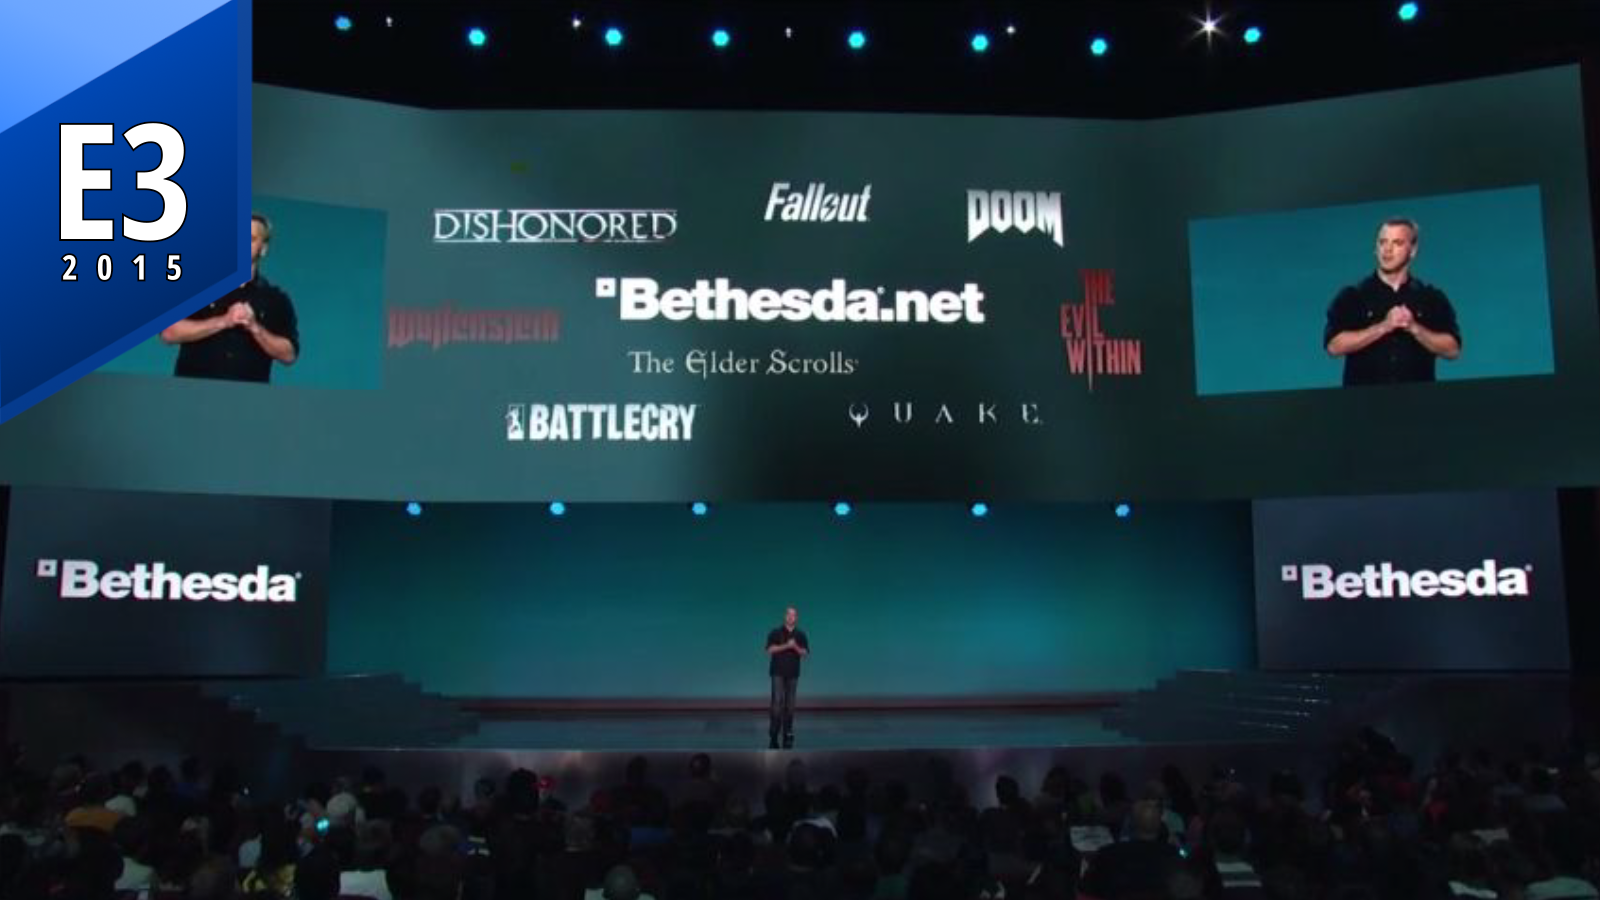 E3
2015
DISHONORED
Fallout
DOOM
Bethesda.net
Wolfenstein
THE
EVIL
WITHIN
The Elder Scrolls
BATTLECRY
QUAKE
Bethesda
Bethesda